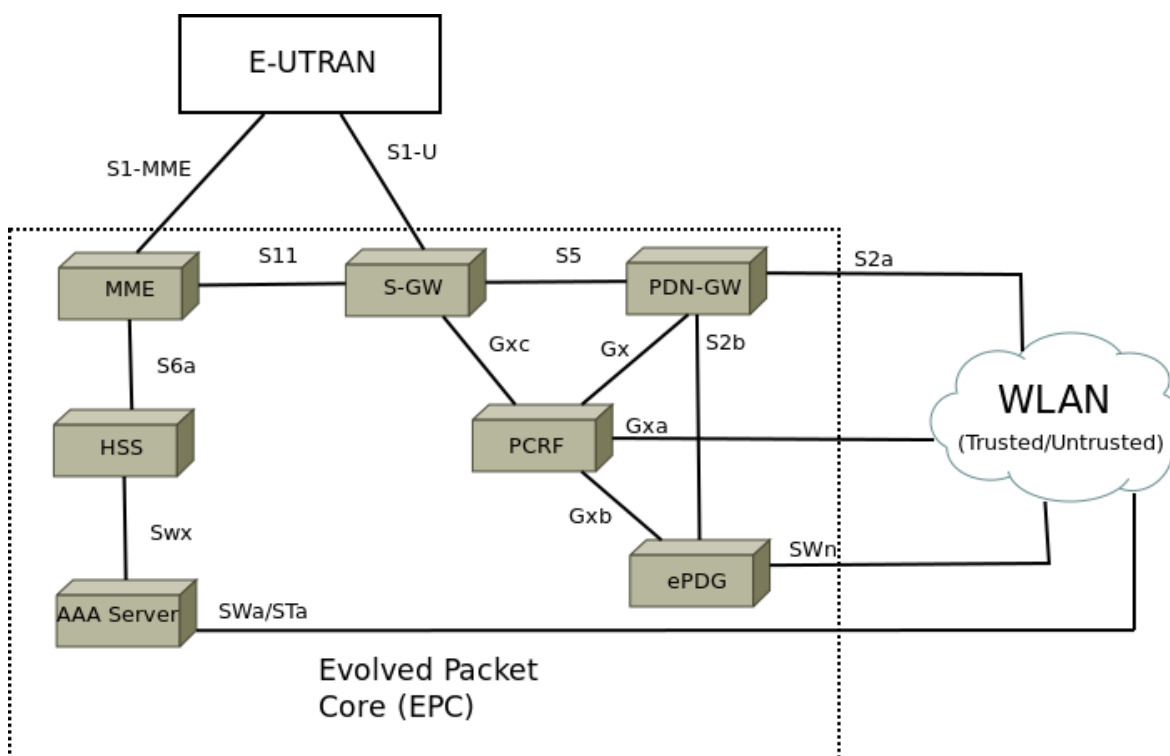 E-UTRAN
S1-MME
S1-U
S11
S5
S2a
MME
S-GW
PDN-GW
Gxc
Gx
S2b
S6a
WLAN
(Trusted/Untrusted)
Gxa
HSS
PCRF
Gxb
Swx
SWn
ePDG
AAA Server
SWa/STa
Evolved Packet
Core (EPC)